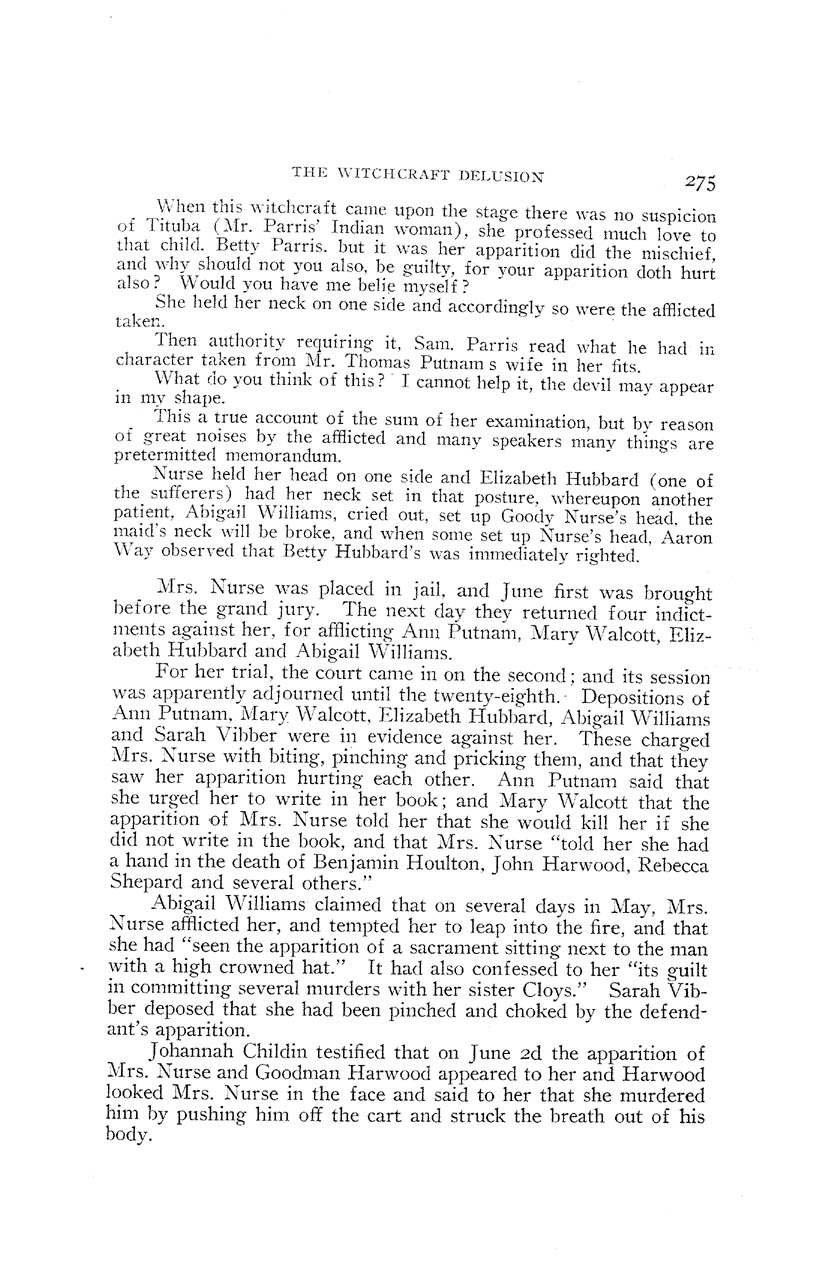 THE WITCHCRAFT DELUSION 275
When this witchcraft came upon the stage there was no suspicion
of Tituba (Mr. Parris' Indian woman), she professed much love to
that child. Betty Parris. but it was her apparition did the mischief,
and why should not you also, be guilty, for your apparition doth hurt
also? Would you have me belie myself?
She held her neck on one side and accordingly so were the afflicted
taken.
Then authority requiring it, Sam. Parris read what he had in
character taken from Mr. Thomas Putnam s wife in her fits.
What do you think of this? I cannot help it, the devil may appear
in my shape.
This a true account of the sum of her examination, but by reason
of great noises by the afflicted and many speakers many things are
pretermitted memorandum.
Nurse held her head on one side and Elizabeth Hubbard (one of
the sufferers) had her neck set in that posture, whereupon another
patient, Abigail Williams, cried out, set up Goody Nurse's head, the
maid's neck will be broke, and when some set up Nurse's head, Aaron
Way observed that Betty Hubbard's was immediately righted.
Mrs. Nurse was placed in jail, and June first was brought
before the grand jury. The next day they returned four indict-
ments against her, for afflicting Ann Putnam, Mary Walcott, Eliz-
abeth Hubbard and Abigail Williams.
For her trial, the court came in on the second; and its session
was apparently adjourned until the twenty-eighth. Depositions of
Ann Putnam, Mary Walcott, Elizabeth Hubbard, Abigail Williams
and Sarah Vibber were in evidence against her. These charged
Mrs. Nurse with biting, pinching and pricking them, and that they
saw her apparition hurting each other. Ann Putnam said that
she urged her to write in her book; and Mary Walcott that the
apparition of Mrs. Nurse told her that she would kill her if she
did not write in the book, and that Mrs. Nurse "told her she had
a hand in the death of Benjamin Houlton, John Harwood, Rebecca
Shepard and several others."
Abigail Williams claimed that on several days in May, Mrs.
Nurse afflicted her, and tempted her to leap into the fire, and that
she had "seen the apparition of a sacrament sitting next to the man
with a high crowned hat." It had also confessed to her "its guilt
in committing several murders with her sister Cloys." Sarah Vib-
ber deposed that she had been pinched and choked by the defend-
ant's apparition.
Johannah Childin testified that on June 2d the apparition of
Mrs. Nurse and Goodman Harwood appeared to her and Harwood
looked Mrs. Nurse in the face and said to her that she murdered
him by pushing him off the cart and struck the breath out of his
body.